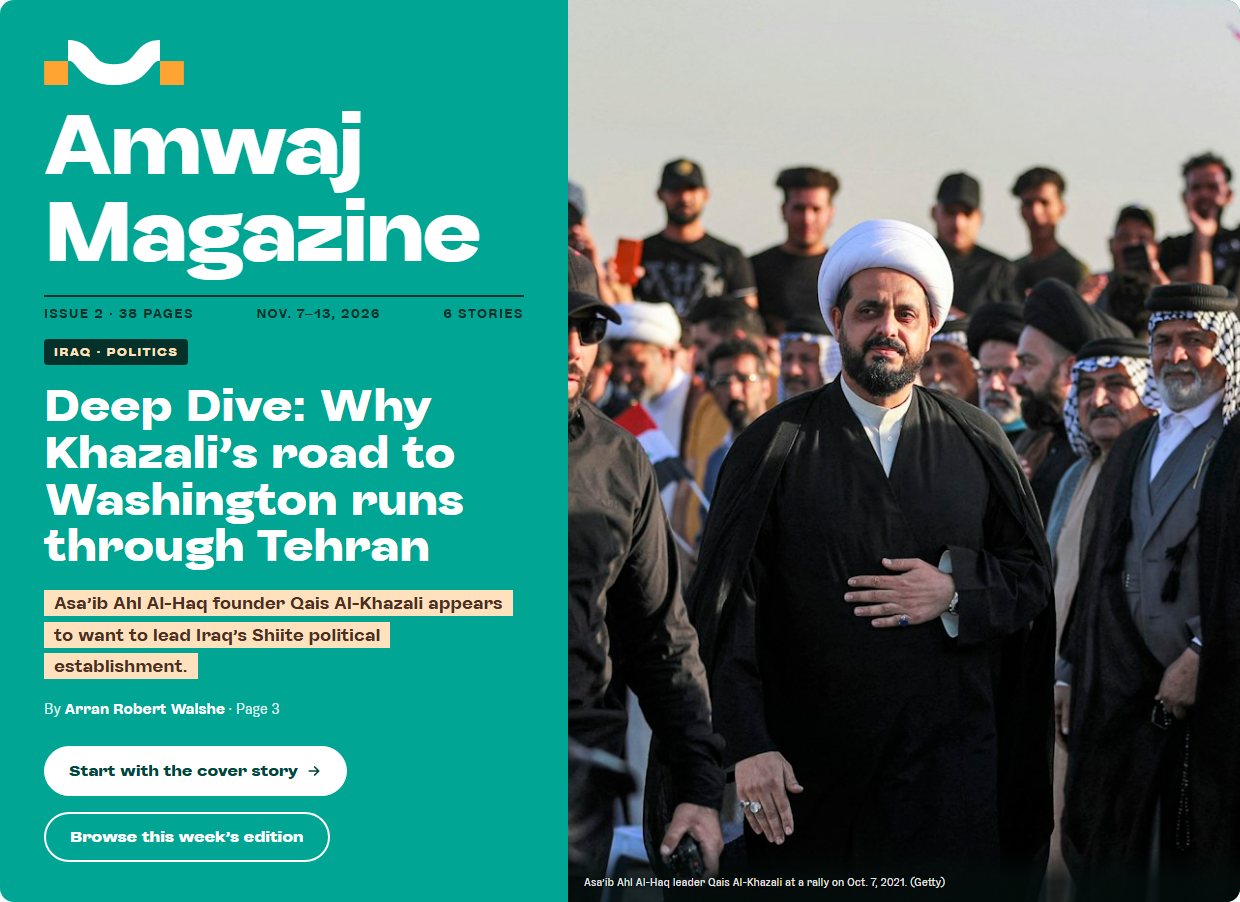 Amwaj
Magazine
ISSUE 2 · 38 PAGES NOV. 7–13, 2026 6 STORIES
IRAQ · POLITICS
Deep Dive: Why
Khazali’s road to
Washington runs
through Tehran
Asa’ib Ahl Al-Haq founder Qais Al-Khazali appears
to want to lead Iraq’s Shiite political
establishment.
By Arran Robert Walshe · Page 3
Start with the cover story →
Browse this week’s edition
Asa’ib Ahl Al-Haq leader Qais Al-Khazali at a rally on Oct. 7, 2021. (Getty)